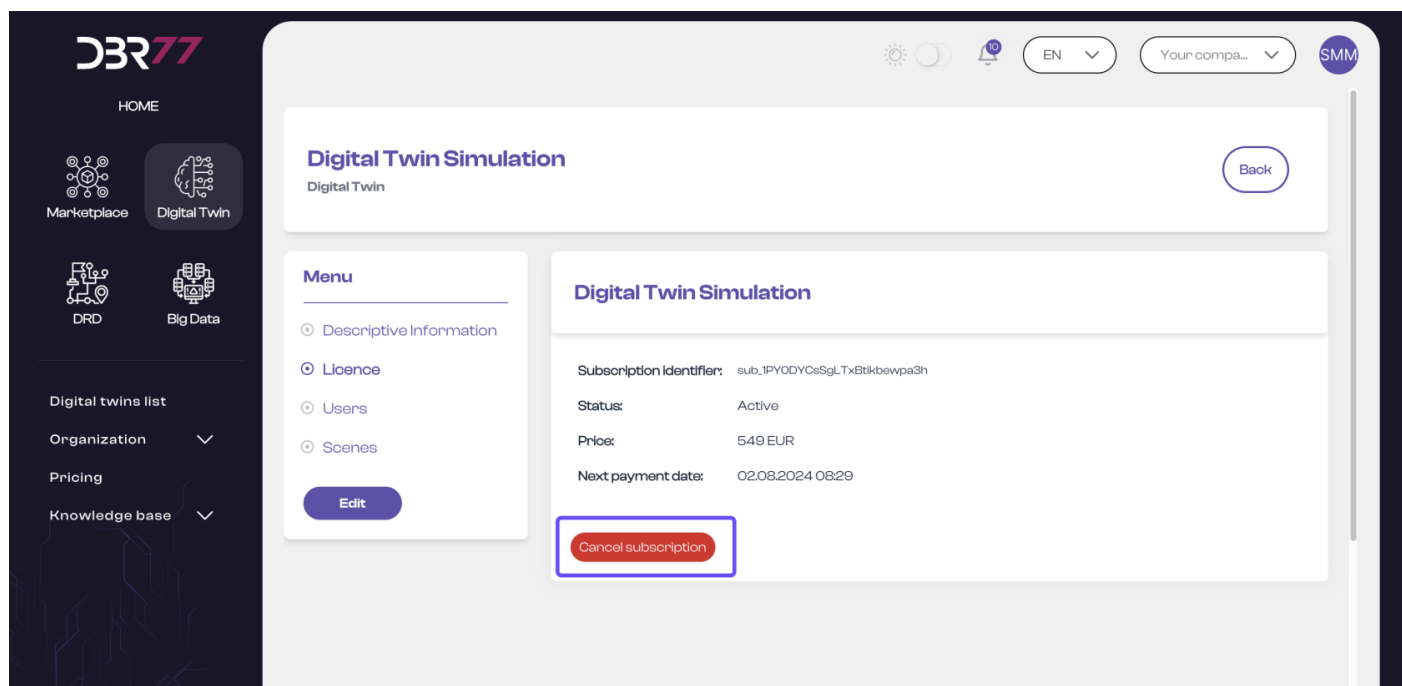 DBR77
10
EN
Your compa...
SMM
HOME
Marketplace
Digital Twin
DRD
Big Data
Digital twins list
Organization
Pricing
Knowledge base
Digital Twin Simulation
Digital Twin
Back
Menu
Descriptive Information
Licence
Users
Scenes
Edit
Digital Twin Simulation
Subscription identifier: sub_1PY0DYCsSgLTxBtikbewpa3h
Status: Active
Price: 549 EUR
Next payment date: 02.08.2024 08:29
Cancel subscription